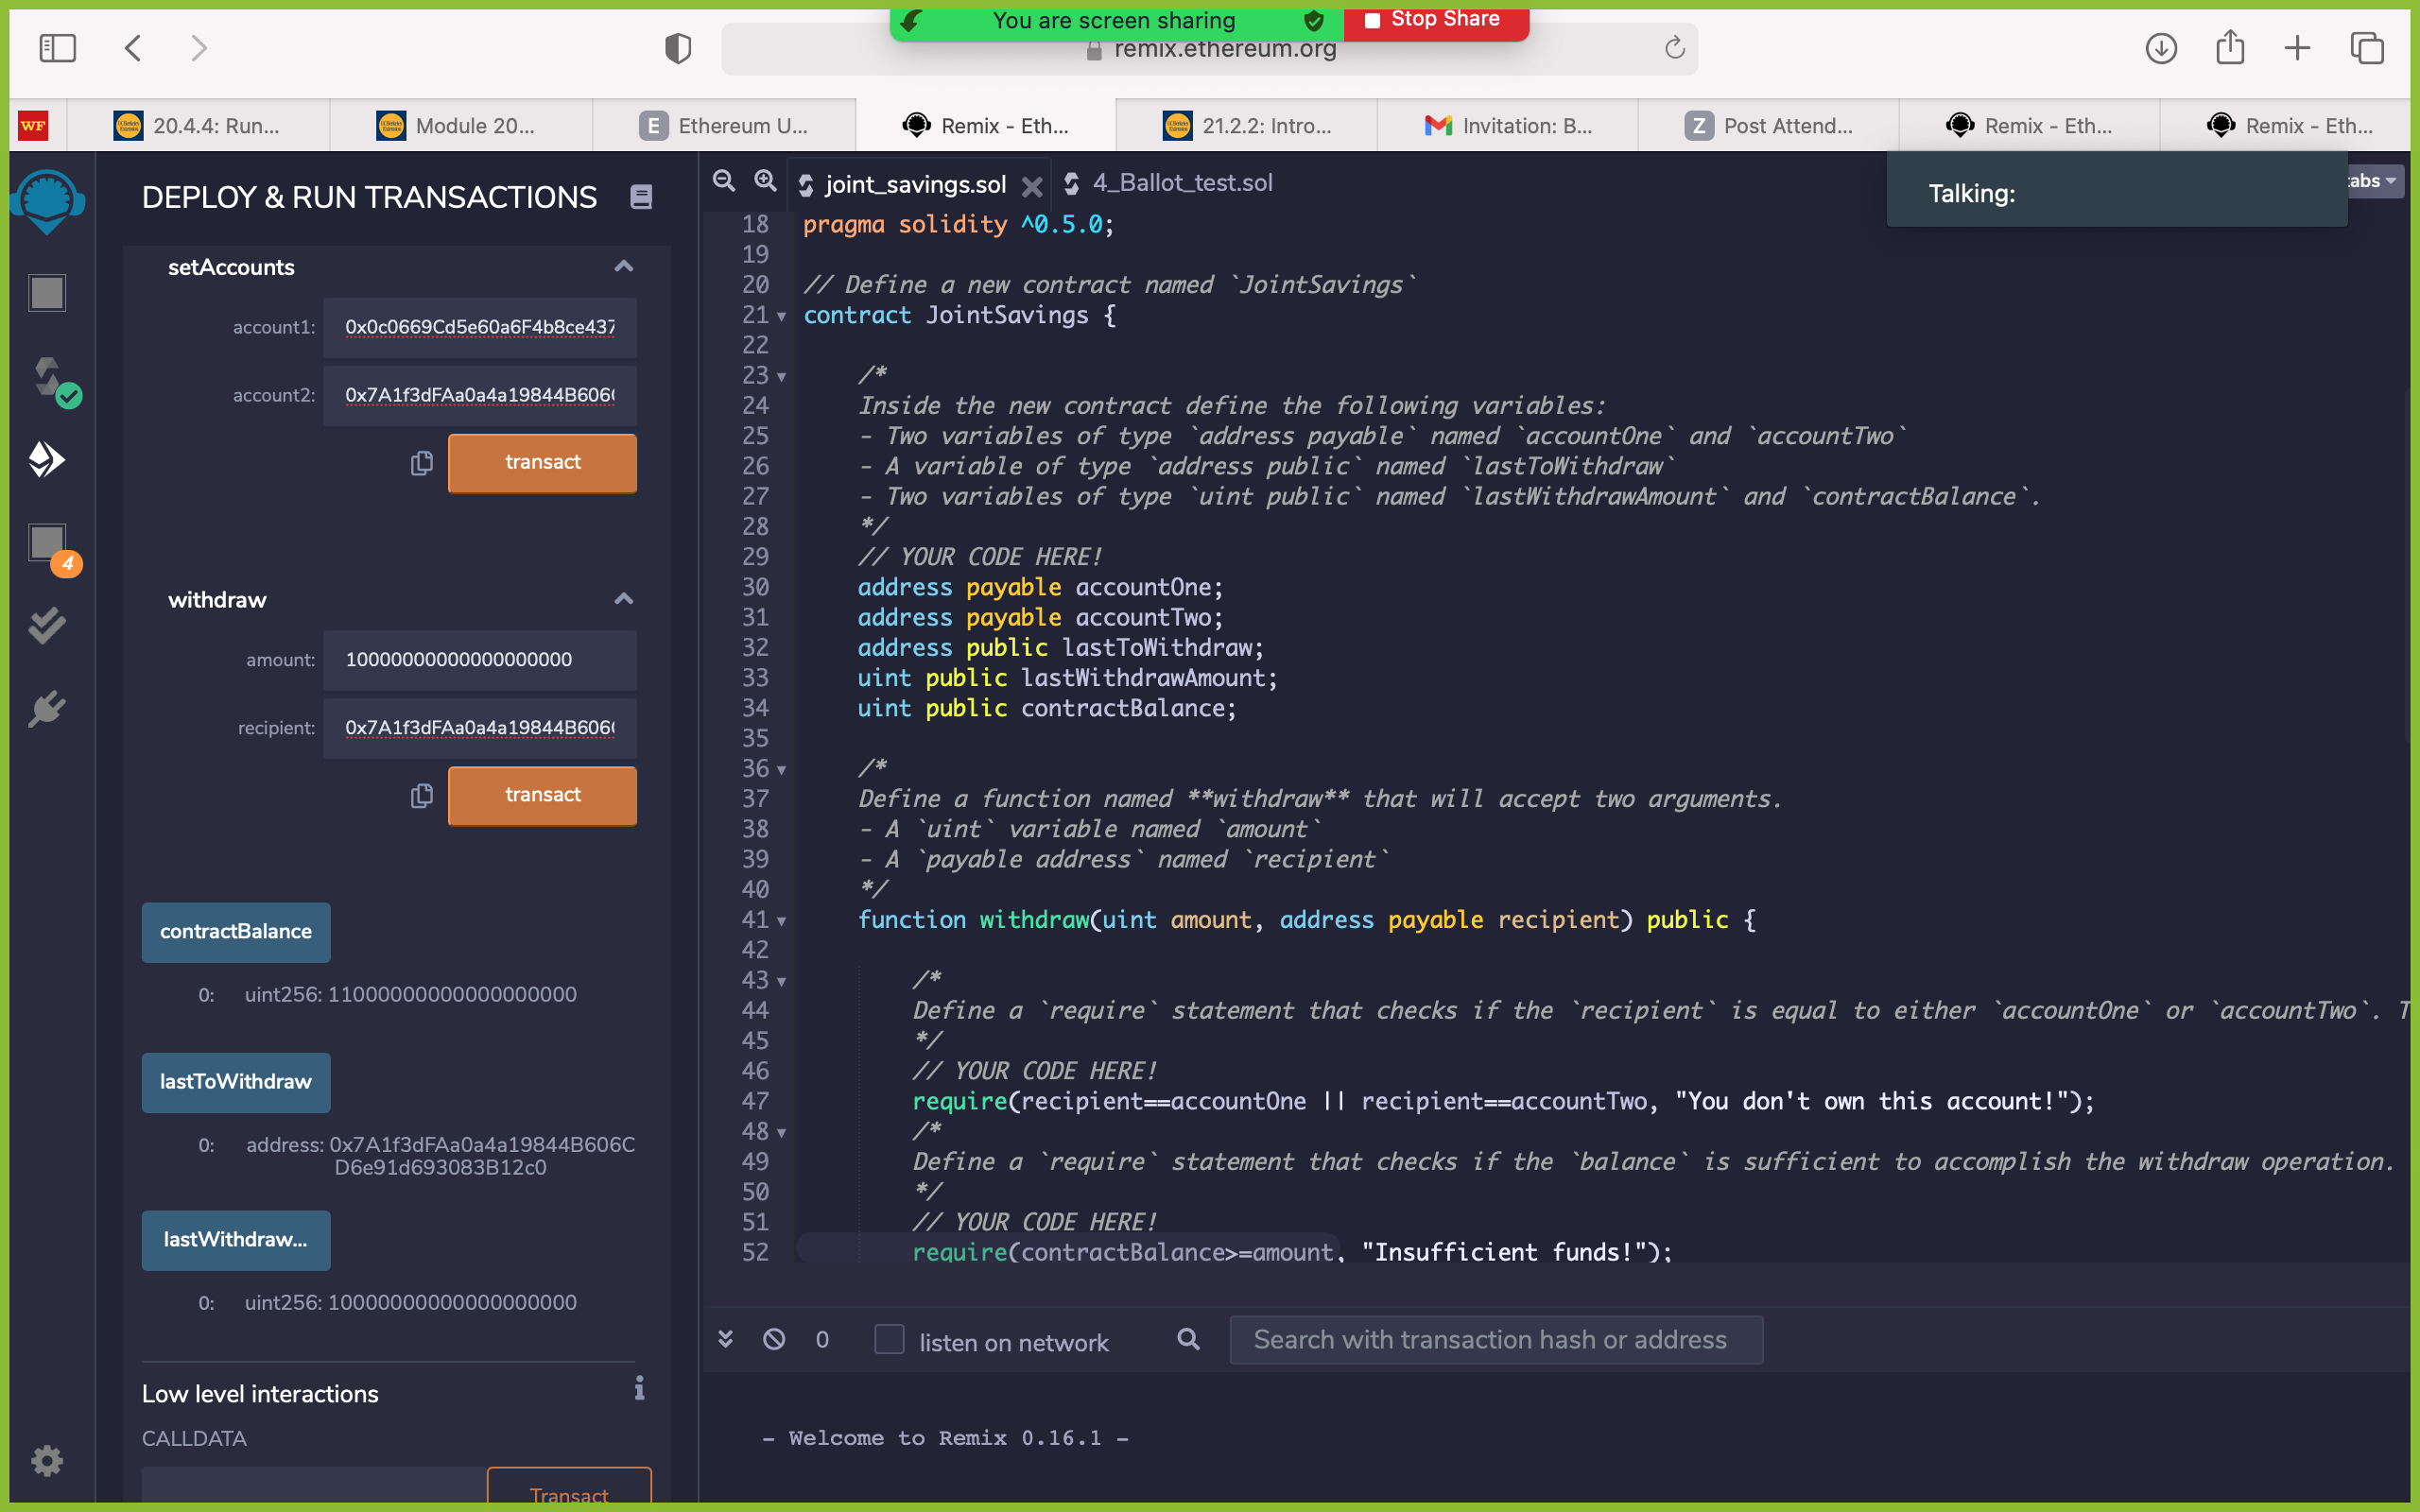 You are screen sharing
Stop Share
remix.ethereum.org
WF
20.4.4: Run...
Module 20...
E Ethereum U...
Remix - Eth...
21.2.2: Intro...
Invitation: B...
Z Post Attend...
Remix - Eth...
Remix - Eth...
DEPLOY & RUN TRANSACTIONS
setAccounts
account1: 0x0c0669Cd5e60a6F4b8ce437
account2: 0x7A1f3dFAa0a4a19844B606
transact
4
withdraw
amount: 10000000000000000000
recipient: 0x7A1f3dFAa0a4a19844B606
transact
contractBalance
0: uint256: 11000000000000000000
lastToWithdraw
0: address: 0x7A1f3dFAa0a4a19844B606C
D6e91d693083B12c0
lastWithdraw...
0: uint256: 10000000000000000000
Low level interactions
i
CALLDATA
Transact
joint_savings.sol
4_Ballot_test.sol
Talking:
abs
18 pragma solidity ^0.5.0;
19
20 // Define a new contract named `JointSavings`
21 contract JointSavings {
22
23 /*
24 Inside the new contract define the following variables:
25 - Two variables of type `address payable` named `accountOne` and `accountTwo`
26 - A variable of type `address public` named `lastToWithdraw`
27 - Two variables of type `uint public` named `lastWithdrawAmount` and `contractBalance`.
28 */
29 // YOUR CODE HERE!
30 address payable accountOne;
31 address payable accountTwo;
32 address public lastToWithdraw;
33 uint public lastWithdrawAmount;
34 uint public contractBalance;
35
36 /*
37 Define a function named **withdraw** that will accept two arguments.
38 - A `uint` variable named `amount`
39 - A `payable address` named `recipient`
40 */
41 function withdraw(uint amount, address payable recipient) public {
42
43 /*
44 Define a `require` statement that checks if the `recipient` is equal to either `accountOne` or `accountTwo`. T
45 */
46 // YOUR CODE HERE!
47 require(recipient==accountOne || recipient==accountTwo, "You don't own this account!");
48 /*
49 Define a `require` statement that checks if the `balance` is sufficient to accomplish the withdraw operation.
50 */
51 // YOUR CODE HERE!
52 require(contractBalance>=amount, "Insufficient funds!");
0
listen on network
Search with transaction hash or address
- Welcome to Remix 0.16.1 -